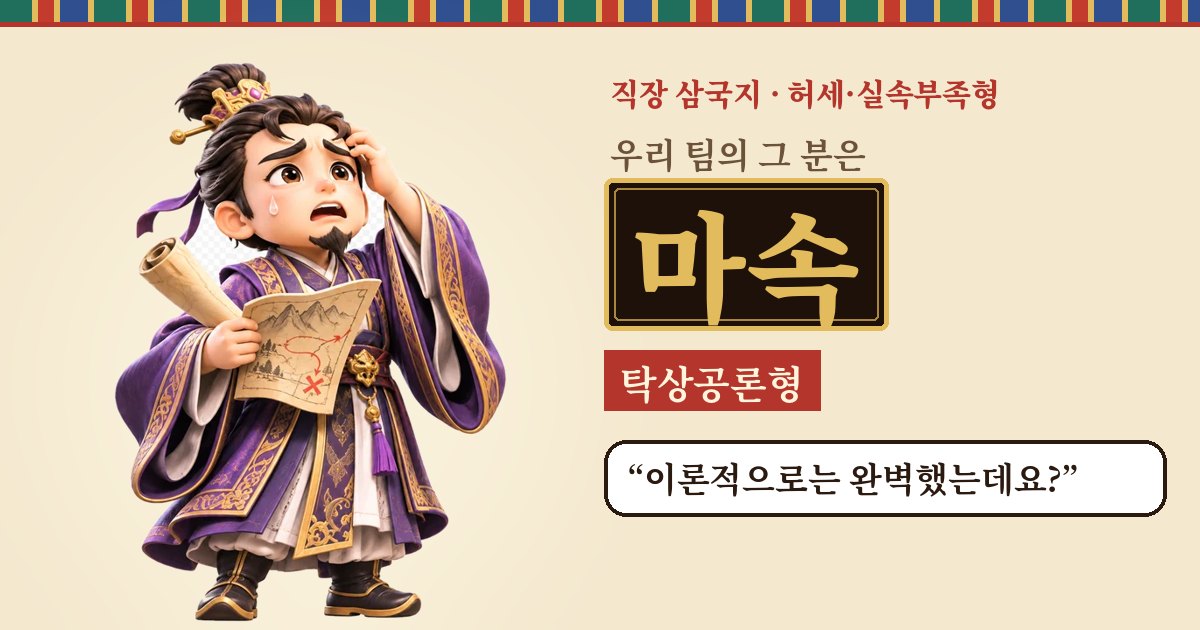 직장 삼국지 · 허세·실속부족형
우리 팀의 그 분은
마속
탁상공론형
“이론적으로는 완벽했는데요?”